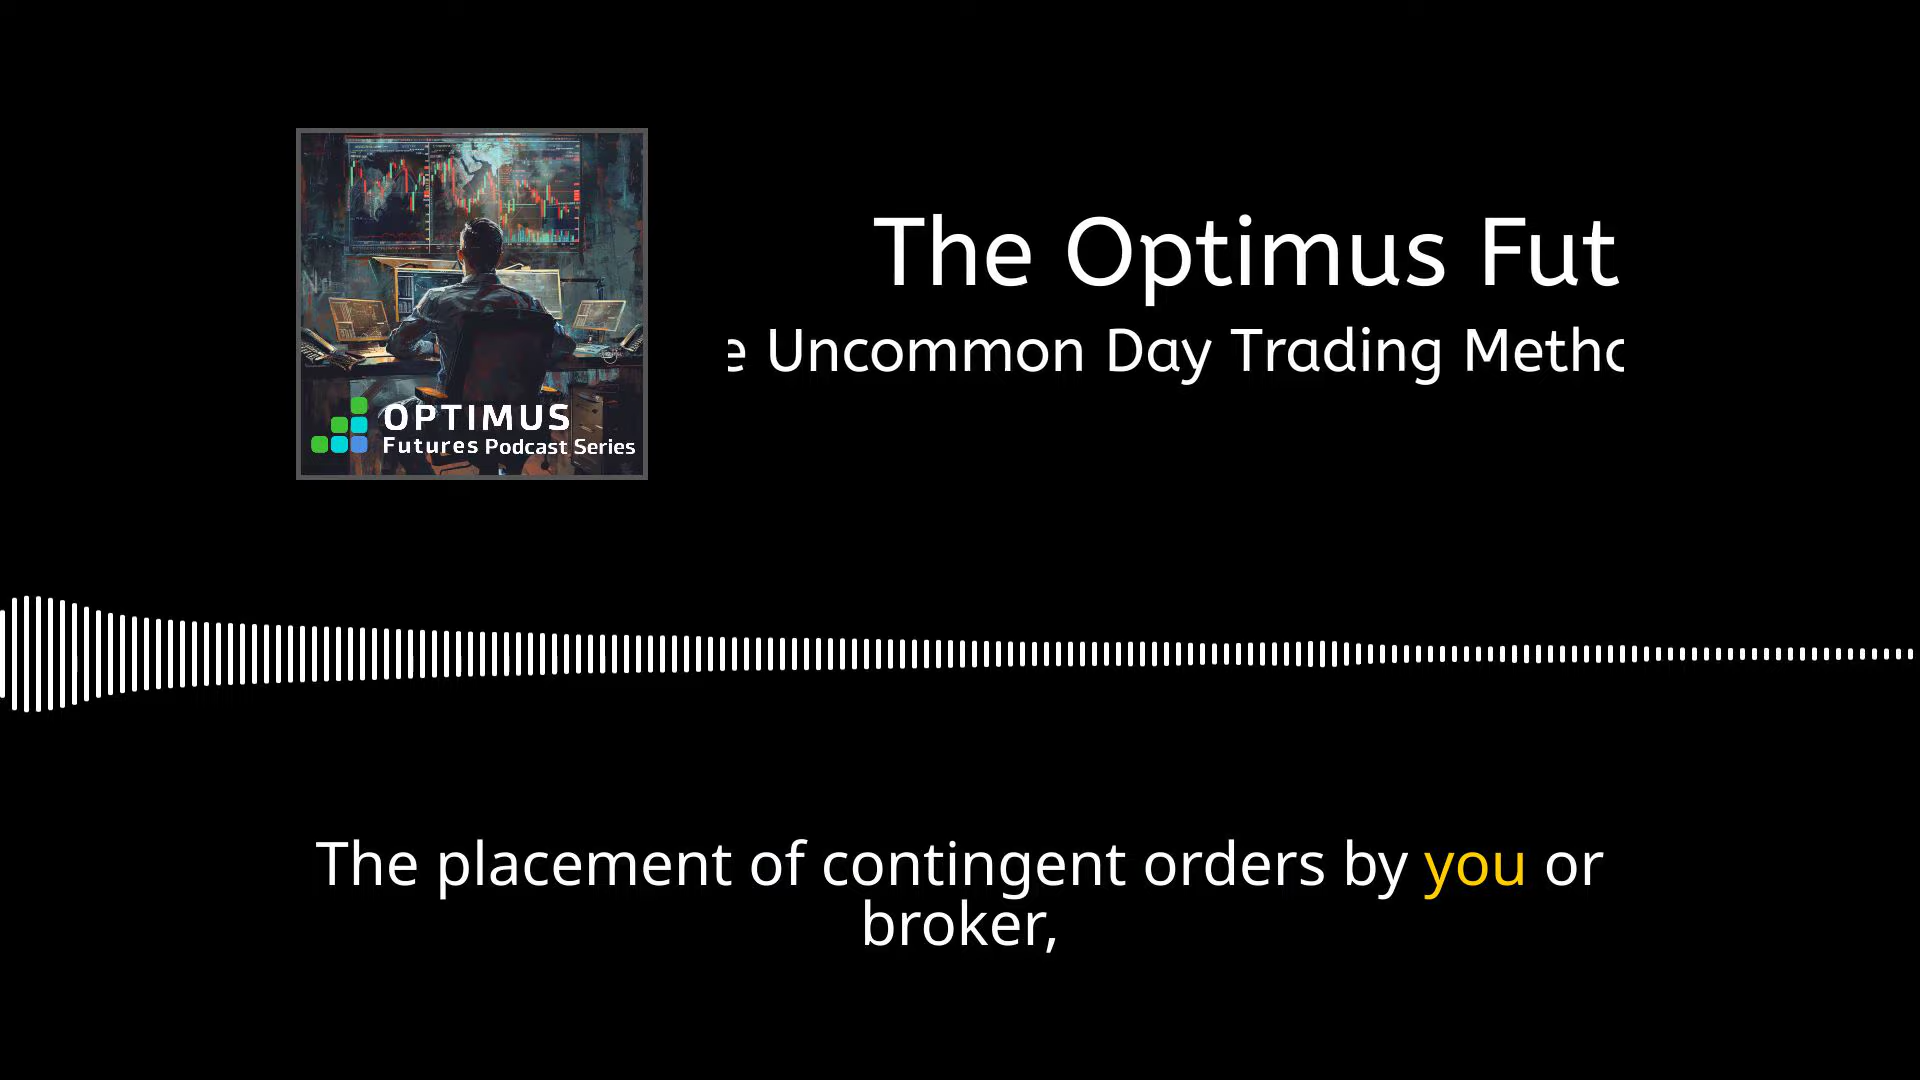 The Optimus Fut
e Uncommon Day Trading Metho
OPTIMUS
Futures Podcast Series
The placement of contingent orders by you or
broker,